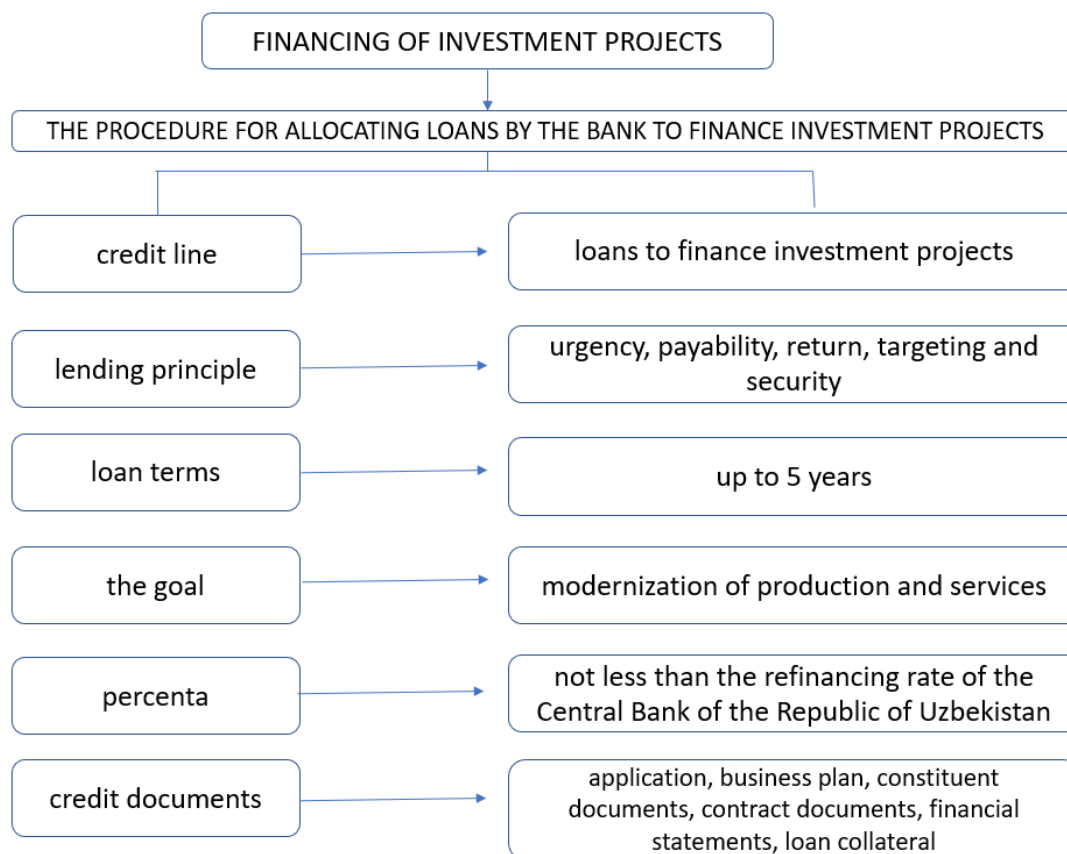 FINANCING OF INVESTMENT PROJECTS
THE PROCEDURE FOR ALLOCATING LOANS BY THE BANK TO FINANCE INVESTMENT PROJECTS
credit line
loans to finance investment projects
lending principle
urgency, payability, return, targeting and
security
loan terms
up to 5 years
the goal
modernization of production and services
percenta
not less than the refinancing rate of the
Central Bank of the Republic of Uzbekistan
credit documents
application, business plan, constituent
documents, contract documents, financial
statements, loan collateral